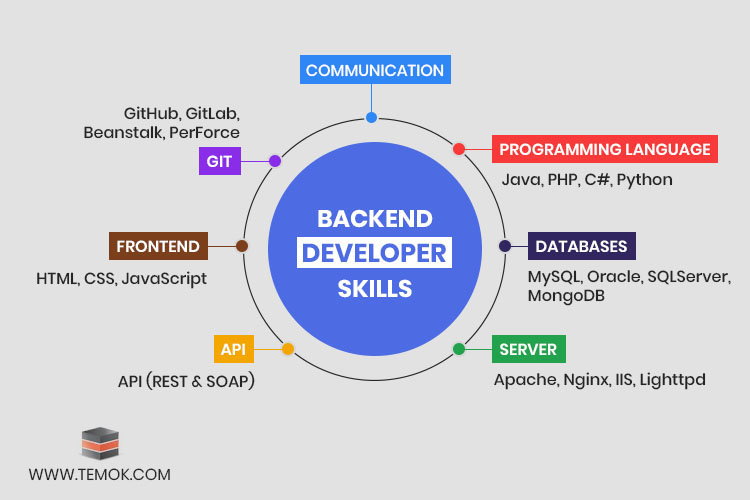 COMMUNICATION
GitHub, GitLab,
Beanstalk, PerForce
GIT
PROGRAMMING LANGUAGE
Java, PHP, C#, Python
BACKEND
DEVELOPER
SKILLS
FRONTEND
HTML, CSS, JavaScript
DATABASES
MySQL, Oracle, SQLServer,
MongoDB
API
API (REST & SOAP)
SERVER
Apache, Nginx, IIS, Lighttpd
WWW.TEMOK.COM